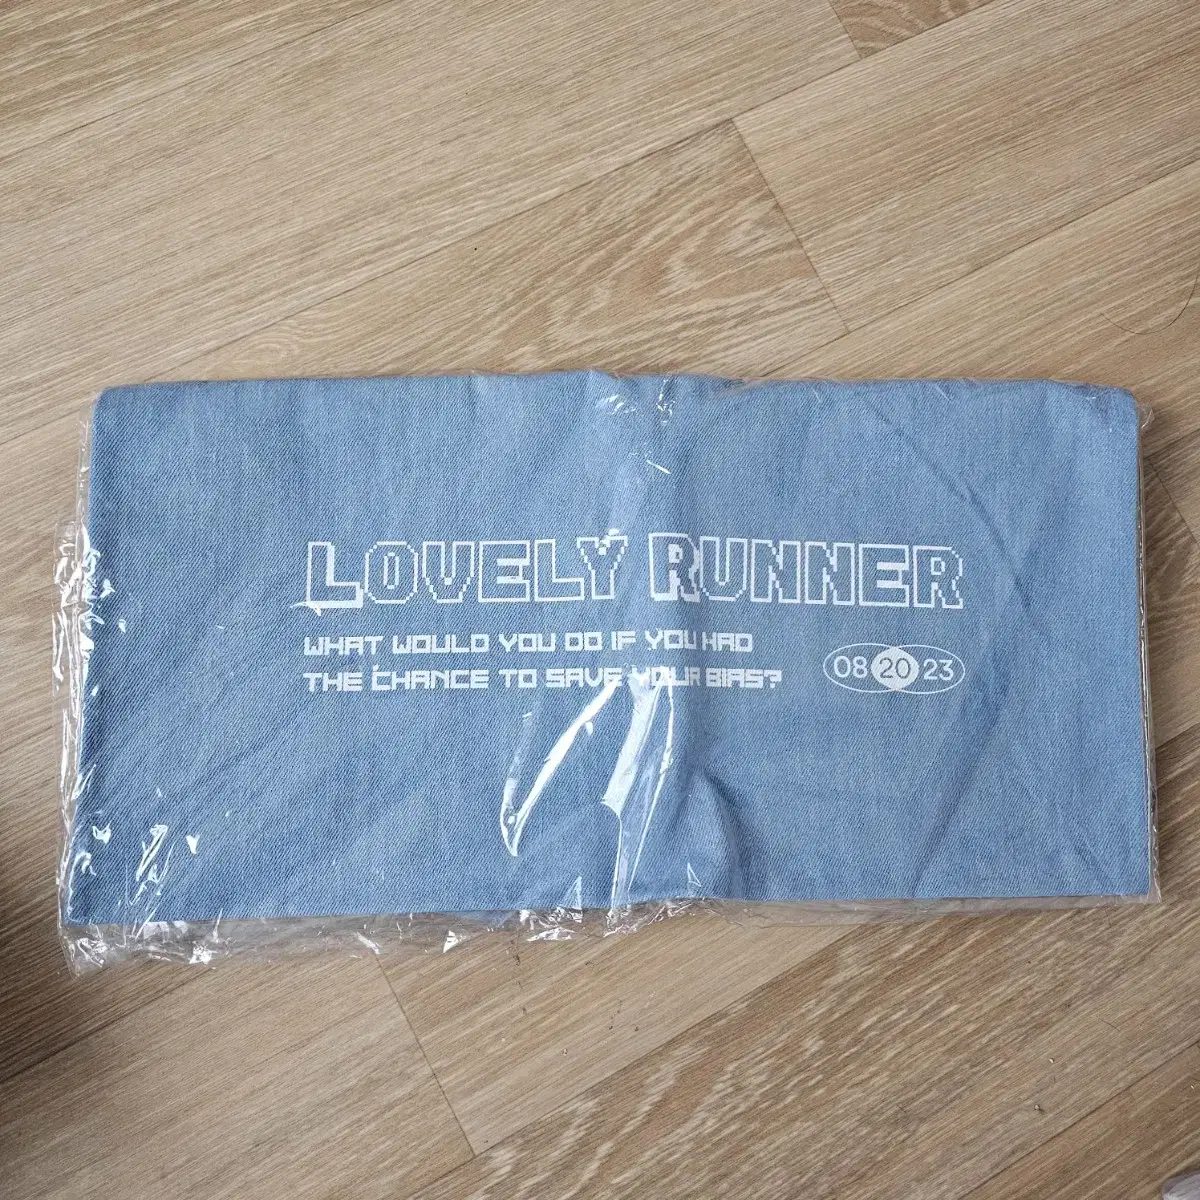 LOVELY RUNNER
WHAT WOULD YOU DO IF YOU HAD
THE CHANCE TO SAVE YOUR BIAS?
08 20 23